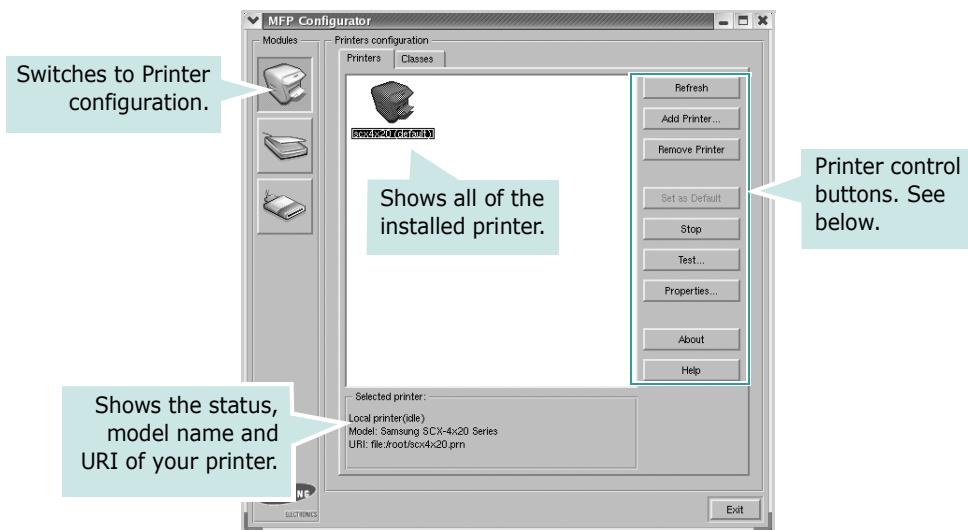 MFP Configurator
Modules
Printers configuration
Printers
Classes
Switches to Printer
configuration.
scx4x20 (default)
Shows all of the
installed printer.
Refresh
Add Printer...
Remove Printer
Set as Default
Stop
Test...
Properties...
About
Help
Printer control
buttons. See
below.
Selected printer:
Local printer(idle)
Model: Samsung SCX-4x20 Series
URI: file:/root/scx4x20.prn
Shows the status,
model name and
URI of your printer.
NG
ELECTRONICS
Exit